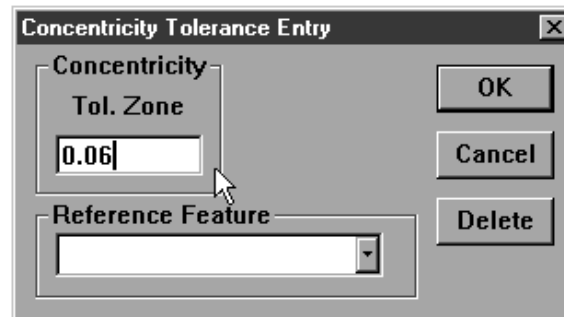 Concentricity Tolerance Entry
Concentricity
Tol. Zone
0.06
OK
Cancel
Reference Feature
Delete